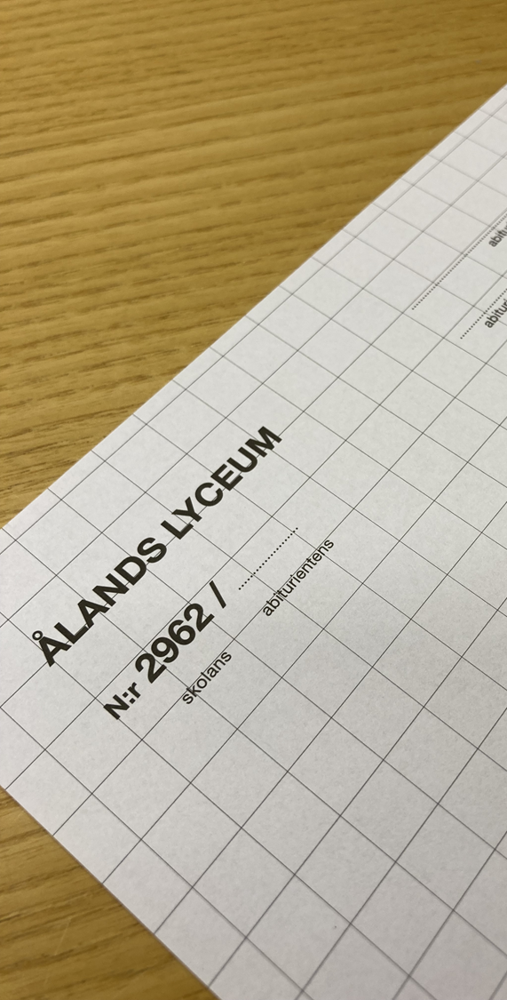 ÅLANDS LYCEUM
N:r 2962 / ..............
skolans abiturientens